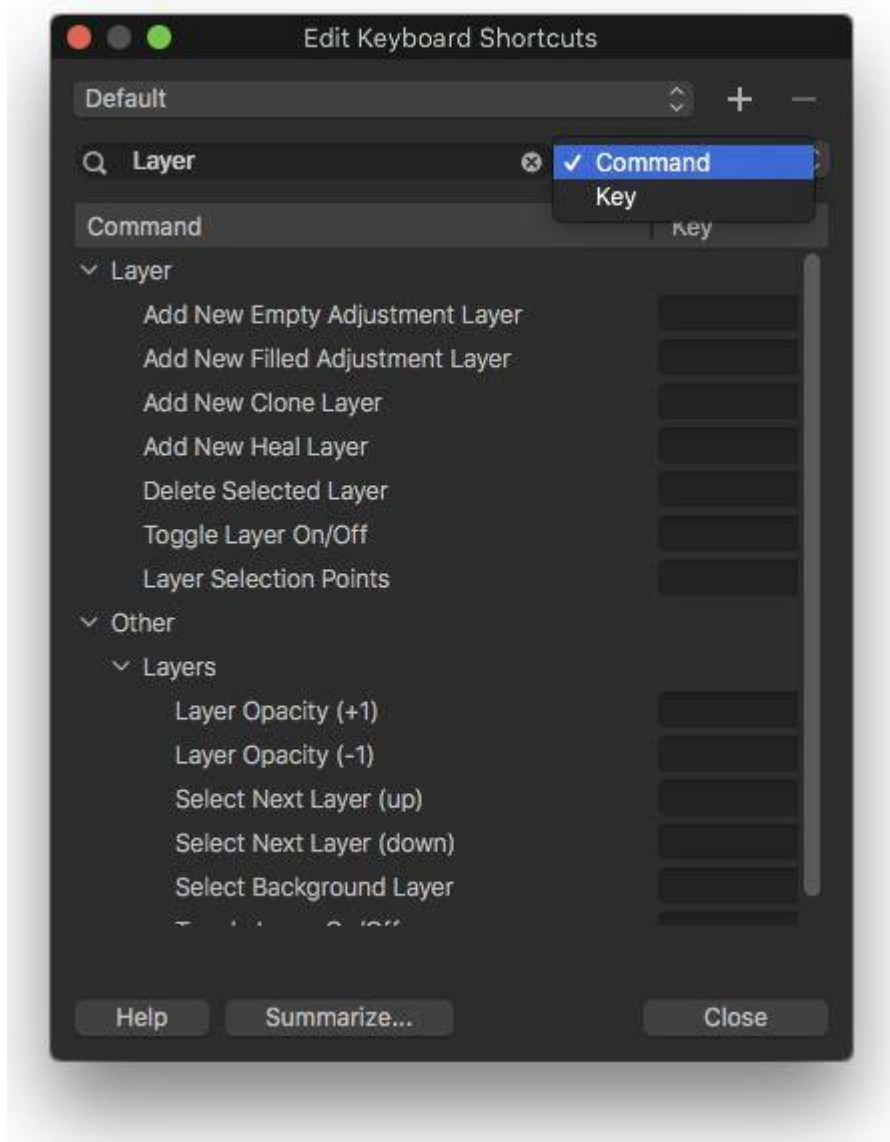 Edit Keyboard Shortcuts
Default
Layer
Command
Key
Command Key
Layer
Add New Empty Adjustment Layer
Add New Filled Adjustment Layer
Add New Clone Layer
Add New Heal Layer
Delete Selected Layer
Toggle Layer On/Off
Layer Selection Points
Other
Layers
Layer Opacity (+1)
Layer Opacity (-1)
Select Next Layer (up)
Select Next Layer (down)
Select Background Layer
Help Summarize... Close